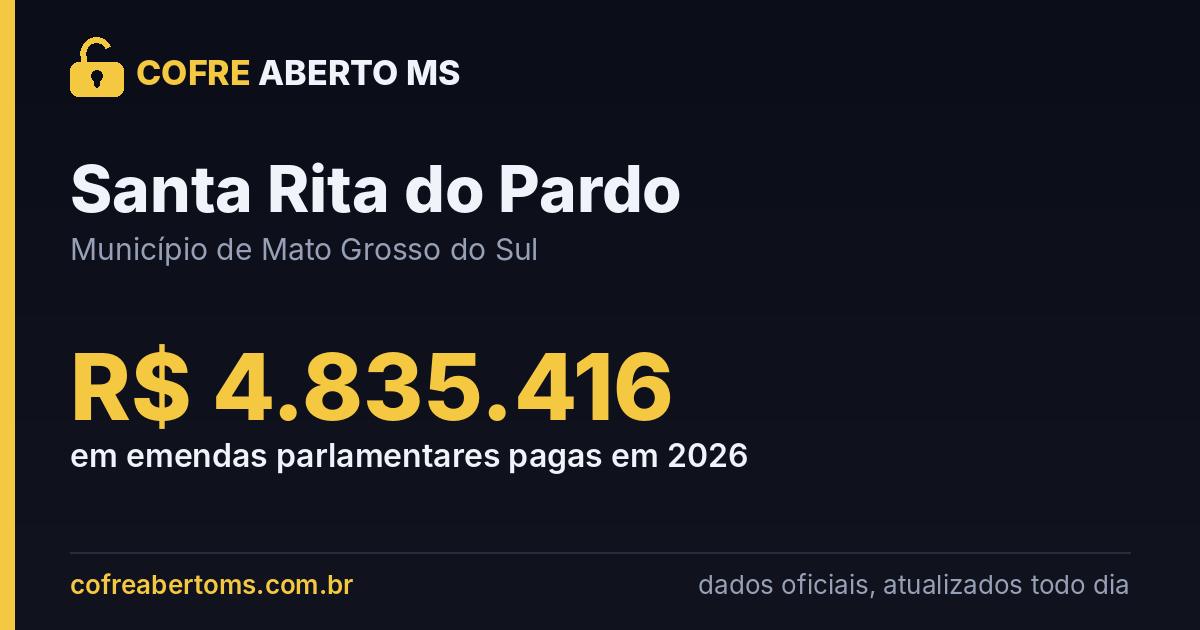 COFRE ABERTO MS
Santa Rita do Pardo
Município de Mato Grosso do Sul
R$ 4.835.416
em emendas parlamentares pagas em 2026
cofreabertoms.com.br
dados oficiais, atualizados todo dia